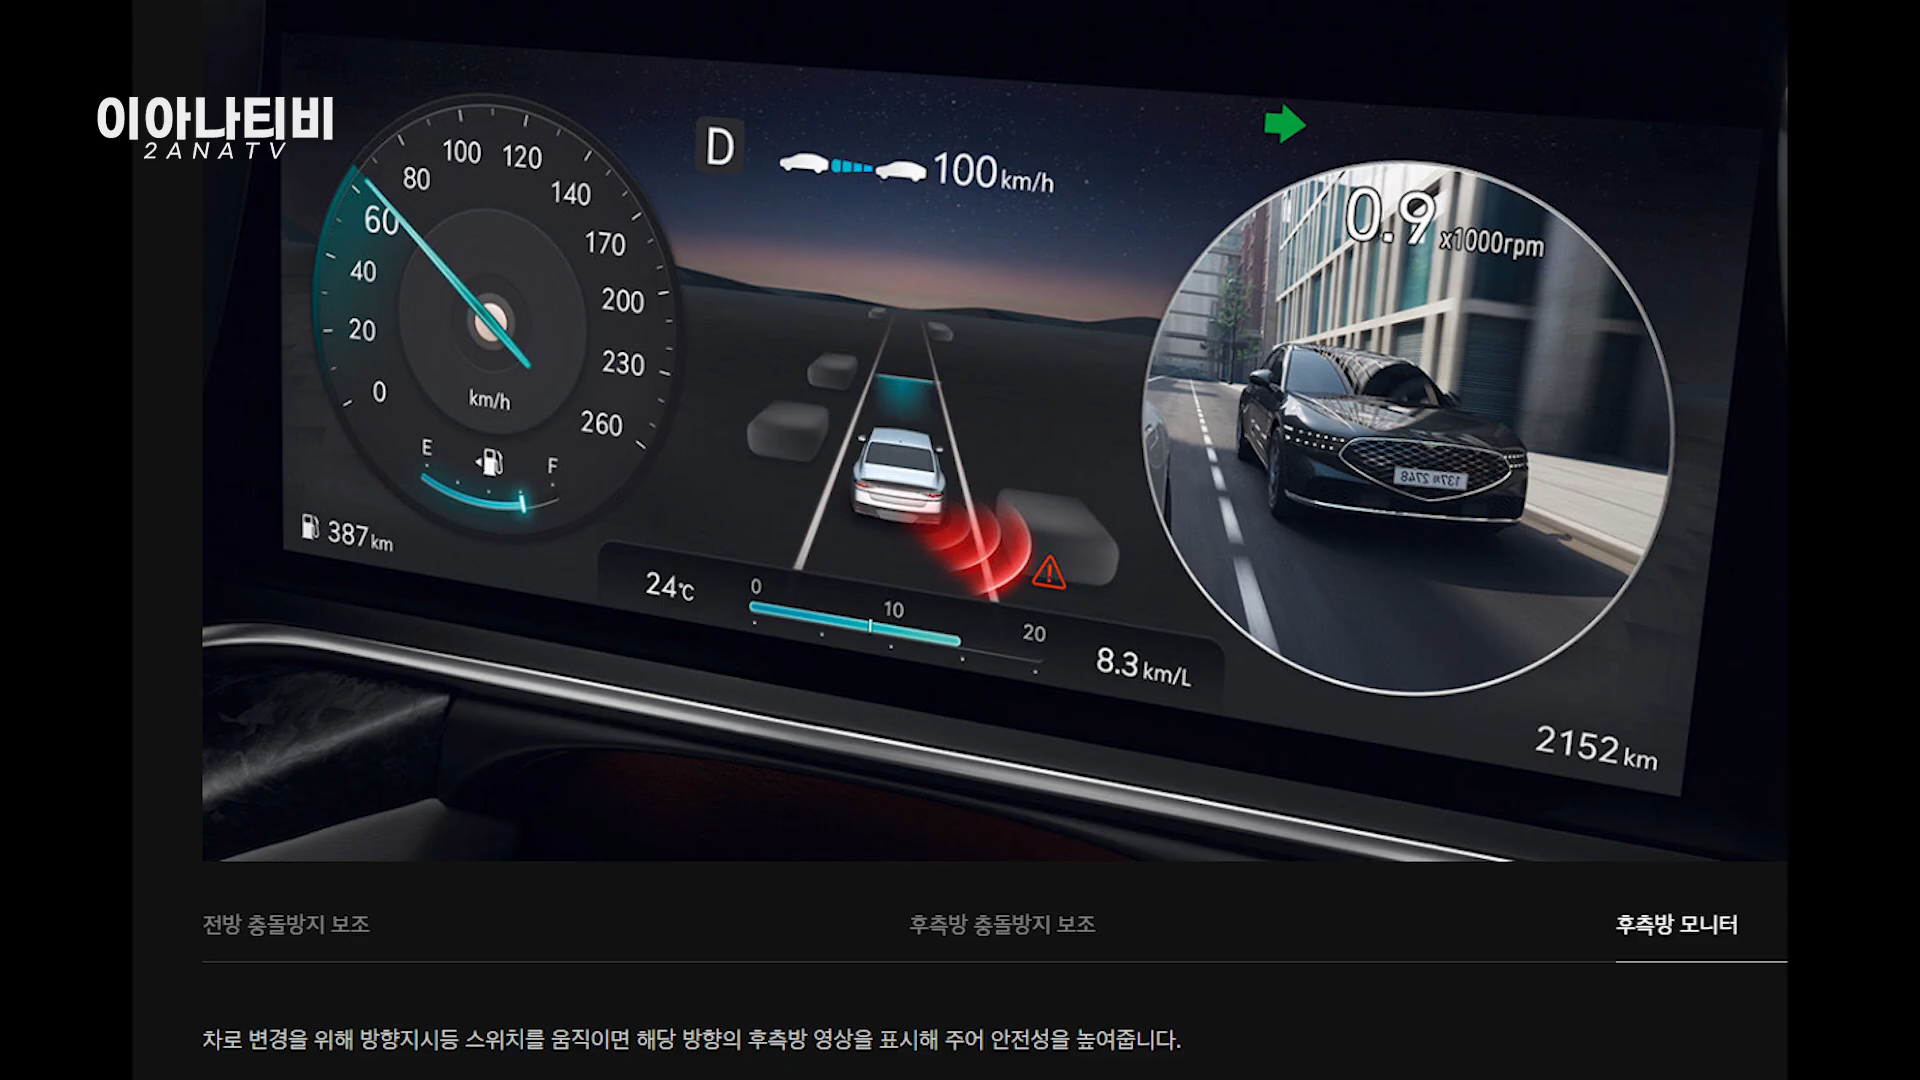 이아나티비
2ANATV
D
100km/h
0.9 x1000rpm
0
20
40
60
80
100
120
140
170
200
230
260
km/h
E
F
387 km
24℃
0
10
20
8.3 km/L
2152 km
전방 충돌방지 보조
후측방 충돌방지 보조
후측방 모니터
차로 변경을 위해 방향지시등 스위치를 움직이면 해당 방향의 후측방 영상을 표시해 주어 안전성을 높여줍니다.